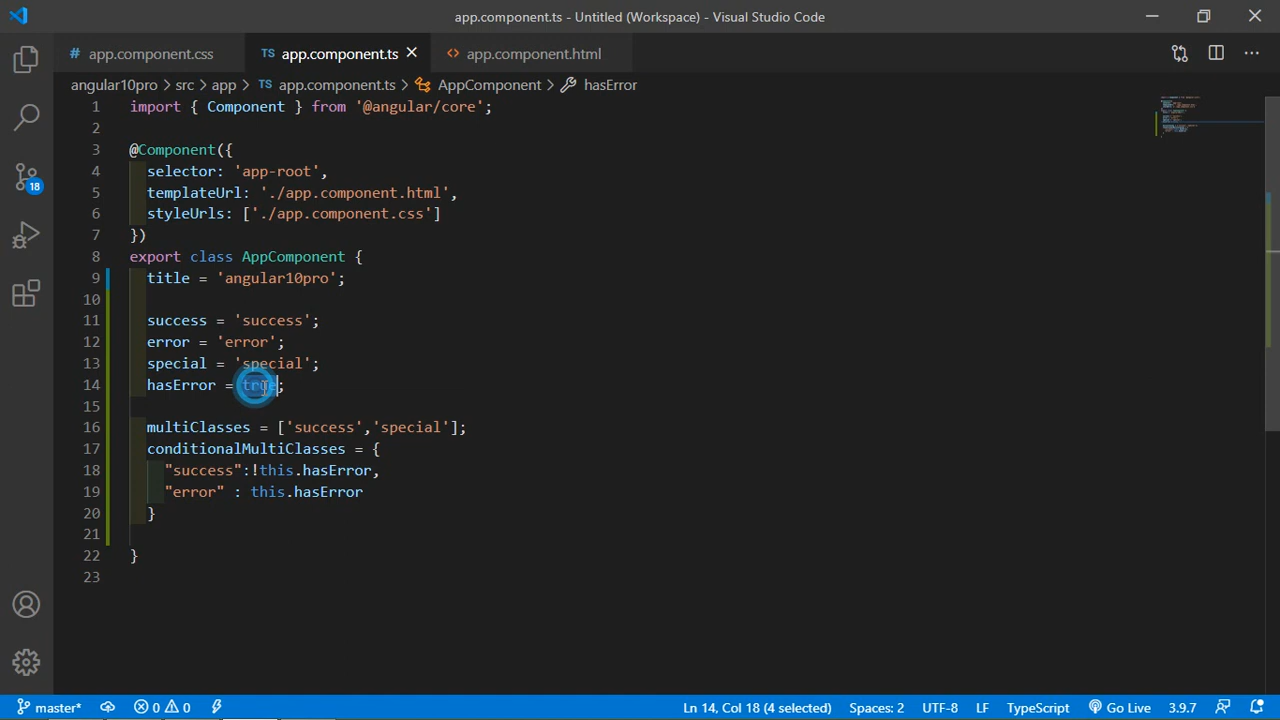 app.component.ts - Untitled (Workspace) - Visual Studio Code
# app.component.css
TS app.component.ts
<> app.component.html
angular10pro > src > app > TS app.component.ts > AppComponent > hasError
1 import { Component } from '@angular/core';
2
3 @Component({
4 selector: 'app-root',
5 templateUrl: './app.component.html',
6 styleUrls: ['./app.component.css']
7 })
8 export class AppComponent {
9 title = 'angular10pro';
10
11 success = 'success';
12 error = 'error';
13 special = 'special';
14 hasError = true;
15
16 multiClasses = ['success','special'];
17 conditionalMultiClasses = {
18 "success":!this.hasError,
19 "error" : this.hasError
20 }
21
22 }
23
18
master* 0 0 Ln 14, Col 18 (4 selected) Spaces: 2 UTF-8 LF TypeScript Go Live 3.9.7